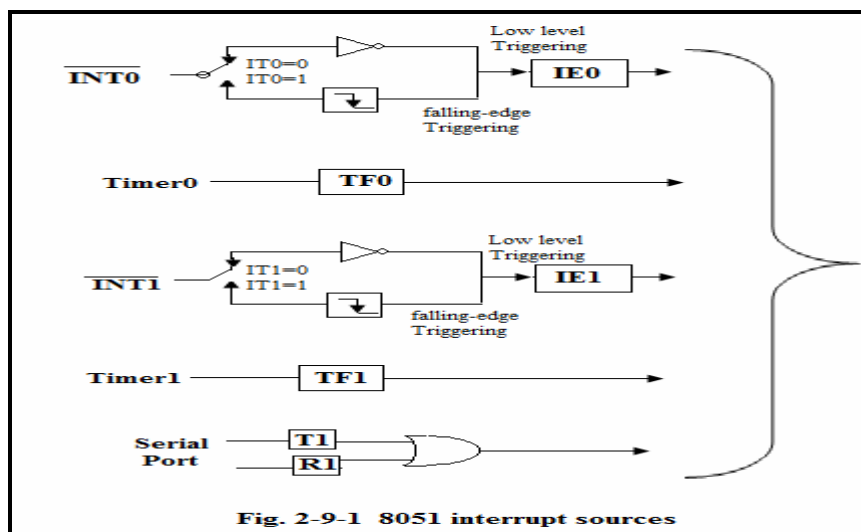 Low level
Triggering
INT0
IT0=0
IT0=1
IE0
falling-edge
Triggering
Timer0
TF0
Low level
Triggering
INT1
IT1=0
IT1=1
IE1
falling-edge
Triggering
Timer1
TF1
Serial
Port
T1
R1
Fig. 2-9-1 8051 interrupt sources